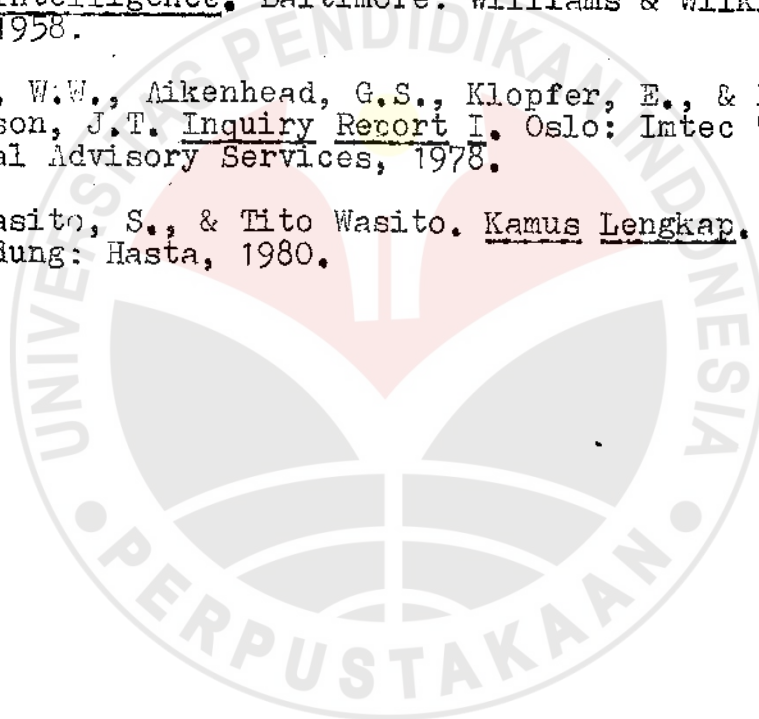 Intelligence. Baltimore: Williams &
1958.
W.W., Aikenhead, G.S., Klopfer, E., &
son, J.T. Inquiry Report I. Oslo: Imtec
al Advisory Services, 1978.
asito, S., & Tito Wasito. Kamus Lengkap.
dung: Hasta, 1980.
UNIVERSITAS PENDIDIKAN INDONESIA
PERPUSTAKAAN